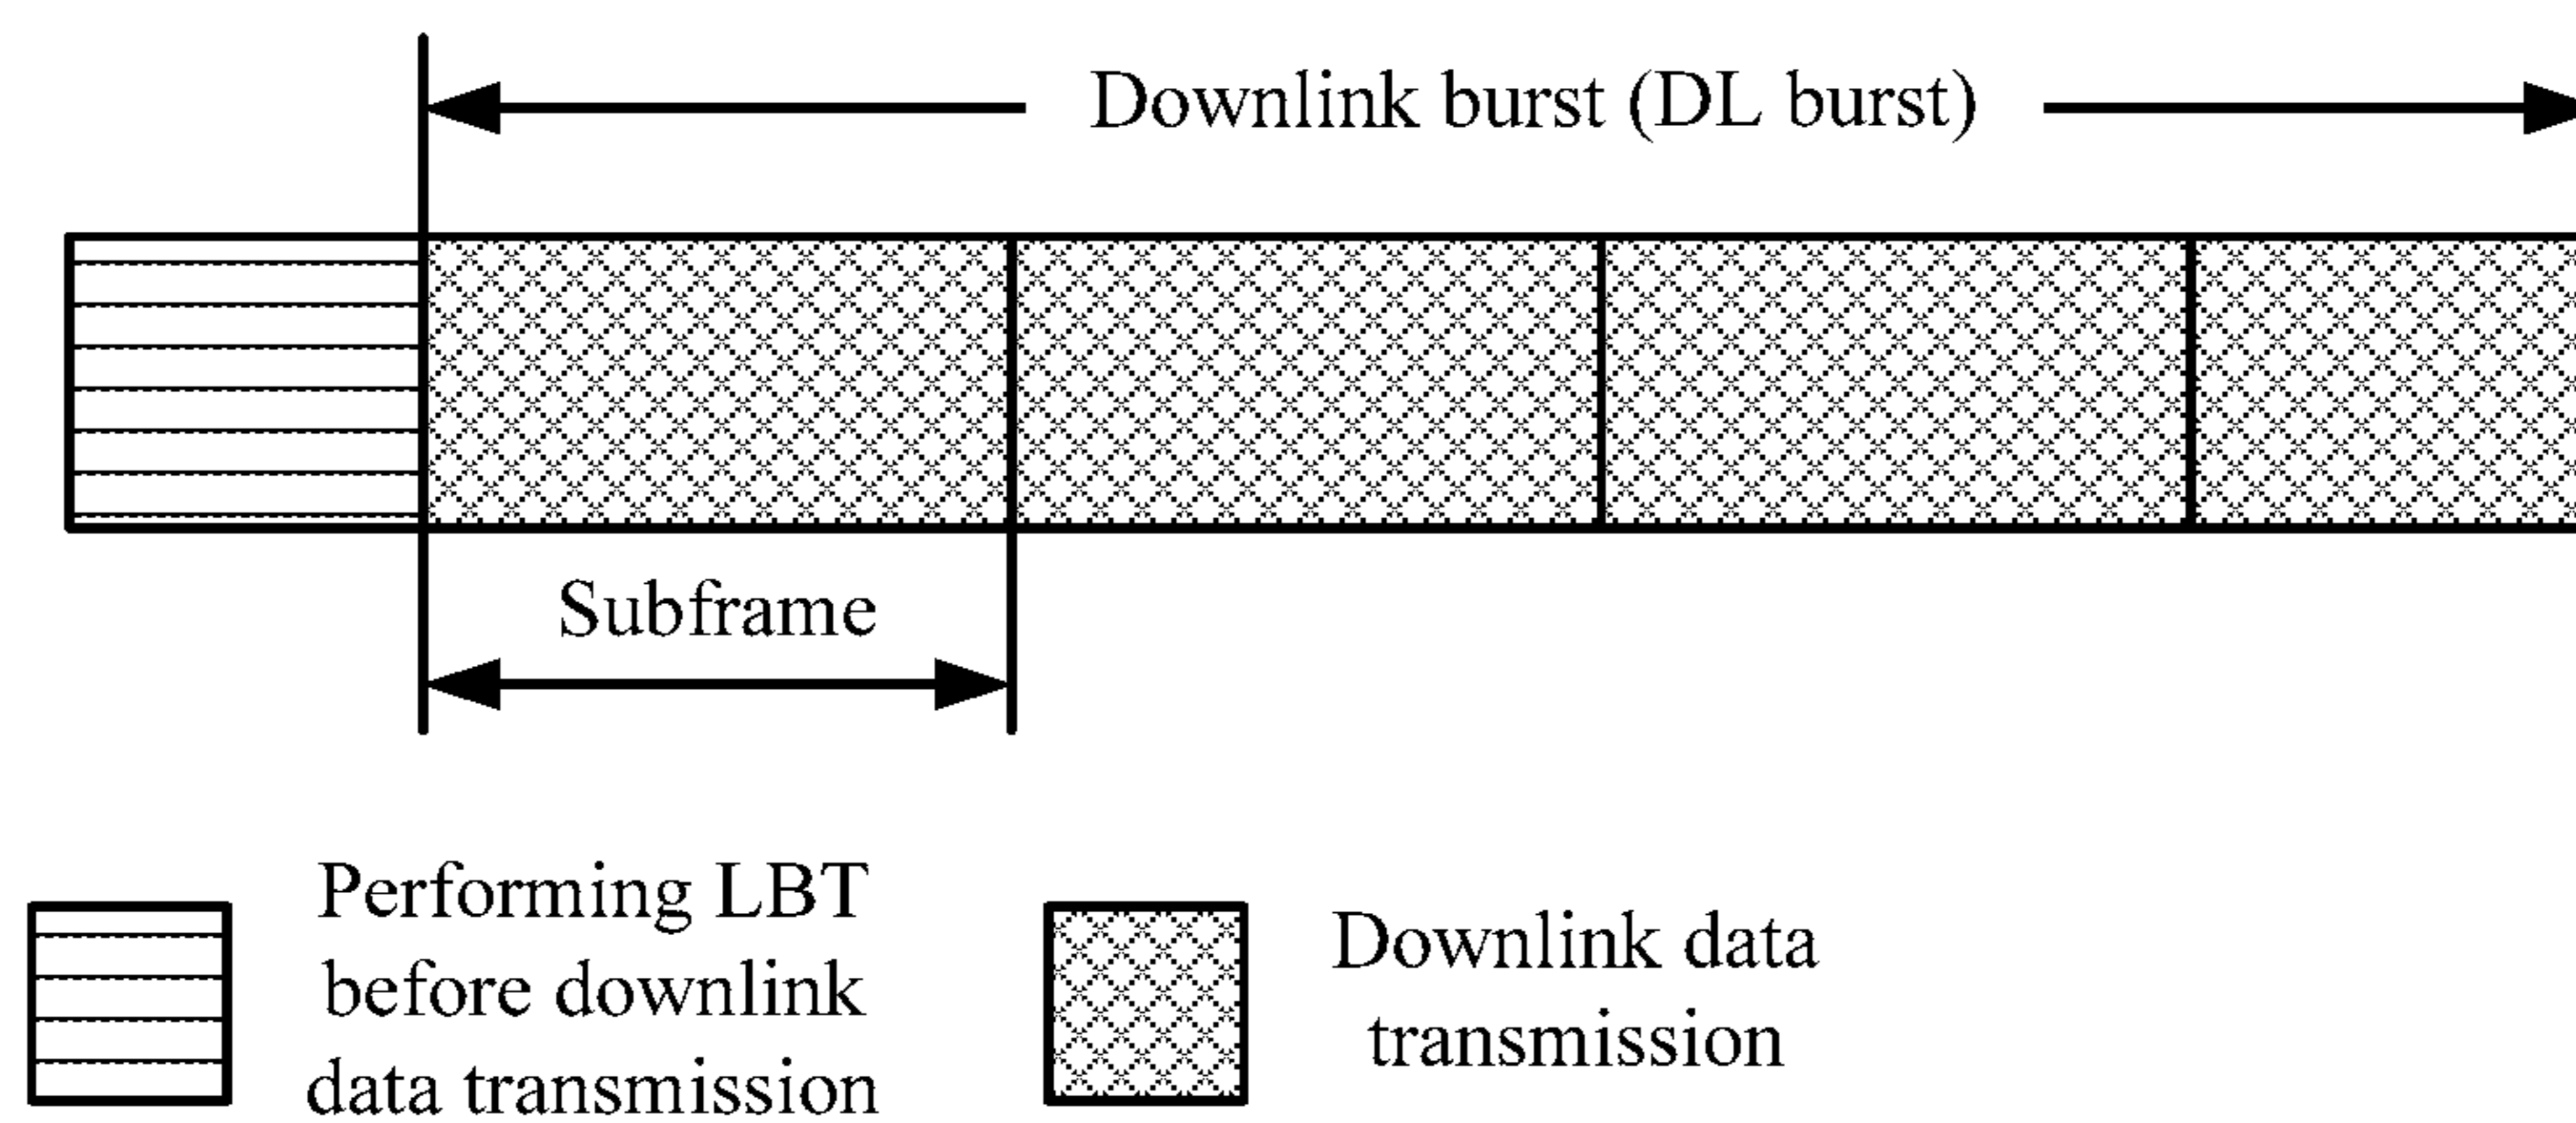 Downlink burst (DL burst)
Subframe
Performing LBT
before downlink
data transmission
Downlink data
transmission